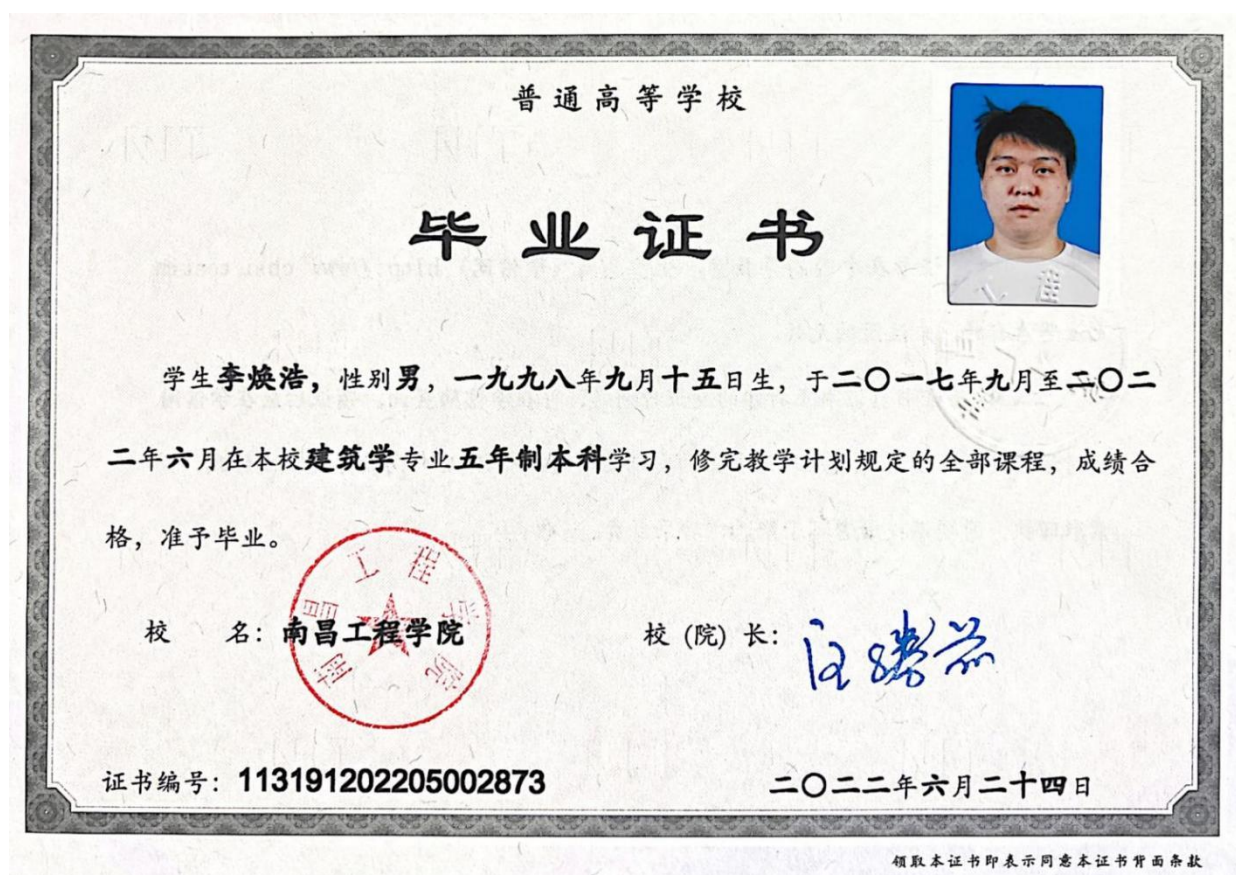 普通高等学校
毕业证书
学生李焕浩，性别男，一九九八年九月十五日生，于二〇一七年九月至二〇二
二年六月在本校建筑学专业五年制本科学习，修完教学计划规定的全部课程，成绩合
格，准予毕业。
校 名：南昌工程学院
南昌工程学院
校（院）长：
证书编号：113191202205002873
二〇二二年六月二十四日
领取本证书即表示同意本证书背面条款